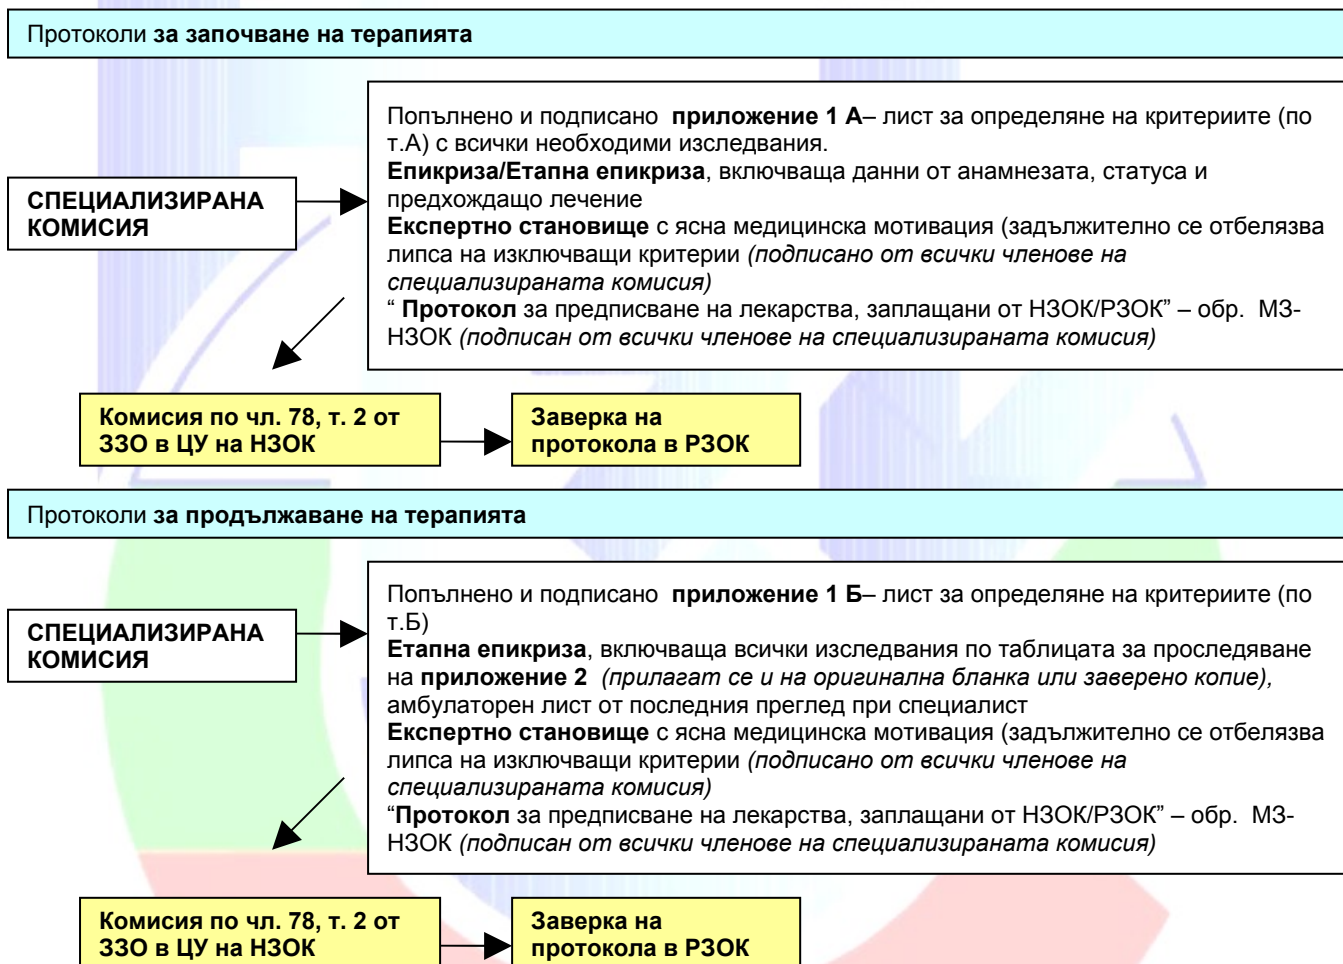 Протоколи за започване на терапията
СПЕЦИАЛИЗИРАНА
КОМИСИЯ
Попълнено и подписано приложение 1 А– лист за определяне на критериите (по
т.А) с всички необходими изследвания.
Епикриза/Етапна епикриза, включваща данни от анамнезата, статуса и
предхождащо лечение
Експертно становище с ясна медицинска мотивация (задължително се отбелязва
липса на изключващи критерии (подписано от всички членове на
специализираната комисия)
“ Протокол за предписване на лекарства, заплащани от НЗОК/РЗОК” – обр. МЗ-
НЗОК (подписан от всички членове на специализираната комисия)
Комисия по чл. 78, т. 2 от
ЗЗО в ЦУ на НЗОК
Заверка на
протокола в РЗОК
Протоколи за продължаване на терапията
СПЕЦИАЛИЗИРАНА
КОМИСИЯ
Попълнено и подписано приложение 1 Б– лист за определяне на критериите (по
т.Б)
Етапна епикриза, включваща всички изследвания по таблицата за проследяване
на приложение 2 (прилагат се и на оригинална бланка или заверено копие),
амбулаторен лист от последния преглед при специалист
Експертно становище с ясна медицинска мотивация (задължително се отбелязва
липса на изключващи критерии (подписано от всички членове на
специализираната комисия)
“Протокол за предписване на лекарства, заплащани от НЗОК/РЗОК” – обр. МЗ-
НЗОК (подписан от всички членове на специализираната комисия)
Комисия по чл. 78, т. 2 от
ЗЗО в ЦУ на НЗОК
Заверка на
протокола в РЗОК